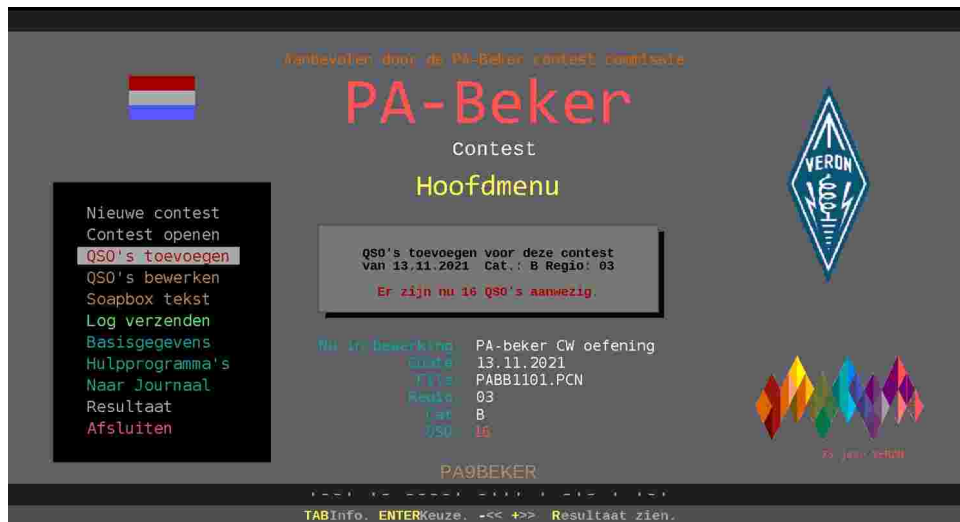 Aanbevolen door de PA-Beker contest commissie
PA-Beker
Contest
Hoofdmenu
VERON
Nieuwe contest
Contest openen
QSO's toevoegen
QSO's bewerken
Soapbox tekst
Log verzenden
Basisgegevens
Hulpprogramma's
Naar Journaal
Resultaat
Afsluiten
QSO's toevoegen voor deze contest
van 13.11.2021 Cat.: B Regio: 03
Er zijn nu 16 QSO's aanwezig.
Nu in bewerking PA-beker CW oefening
13.11.2021
File PABB1101.PCN
Regio 03
Cat B
QSO 16
75 jaar VERON
PA9BEKER
TABInfo. ENTERKeuze. -<< +>> Resultaat zien.